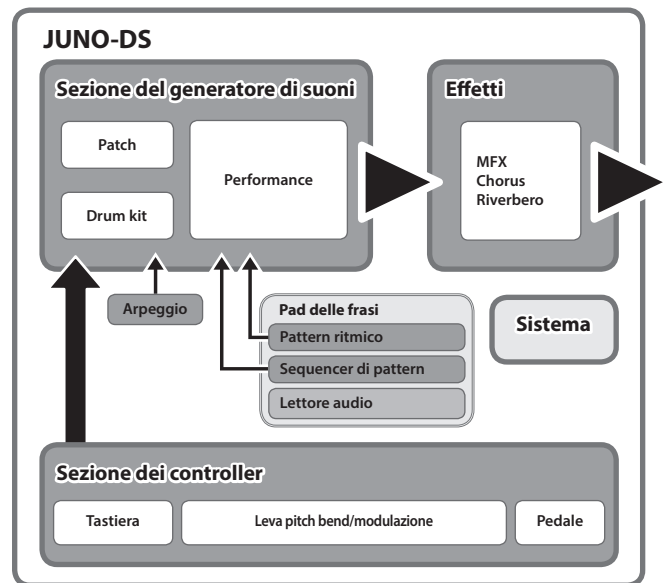 JUNO-DS
Sezione del generatore di suoni
Patch
Drum kit
Performance
Effetti
MFX
Chorus
Riverbero
Arpeggio
Pad delle frasi
Pattern ritmico
Sequencer di pattern
Lettore audio
Sistema
Sezione dei controller
Tastiera
Leva pitch bend/modulazione
Pedale